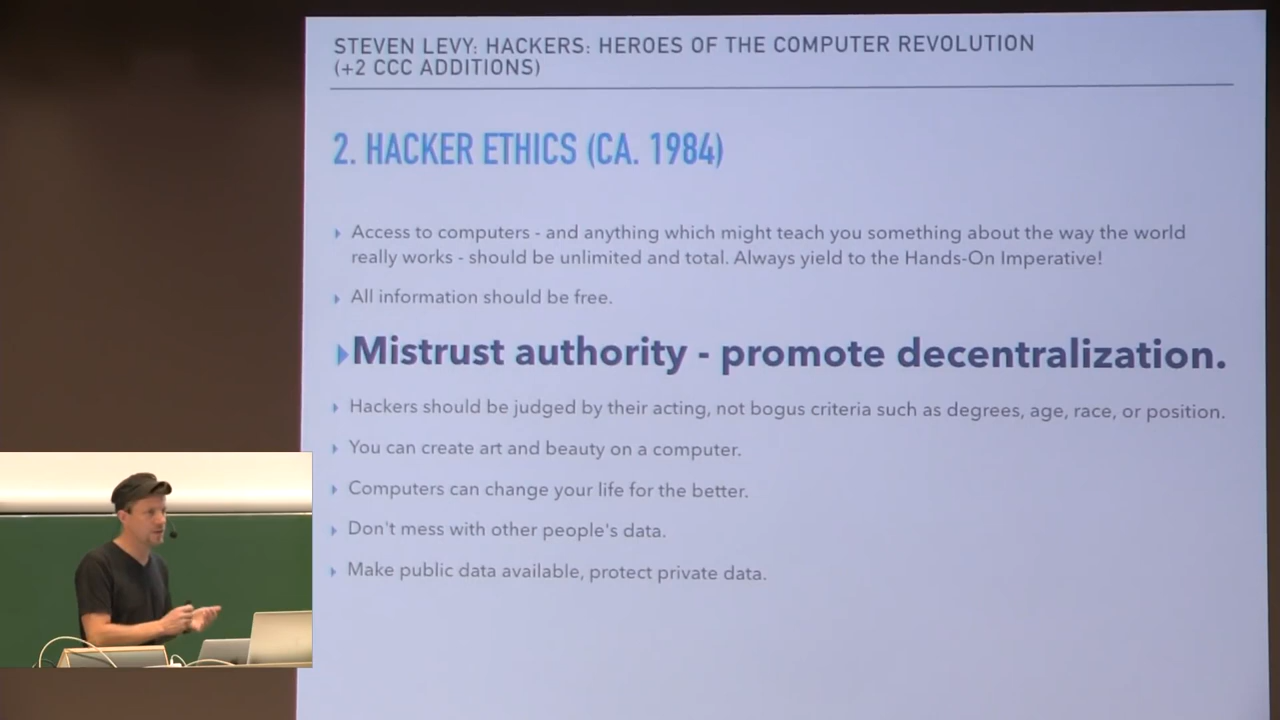 STEVEN LEVY: HACKERS: HEROES OF THE COMPUTER REVOLUTION
(+2 CCC ADDITIONS)
2. HACKER ETHICS (CA. 1984)
Access to computers - and anything which might teach you something about the way the world
really works - should be unlimited and total. Always yield to the Hands-On Imperative!
All information should be free.
Mistrust authority - promote decentralization.
Hackers should be judged by their acting, not bogus criteria such as degrees, age, race, or position.
You can create art and beauty on a computer.
Computers can change your life for the better.
Don't mess with other people's data.
Make public data available, protect private data.